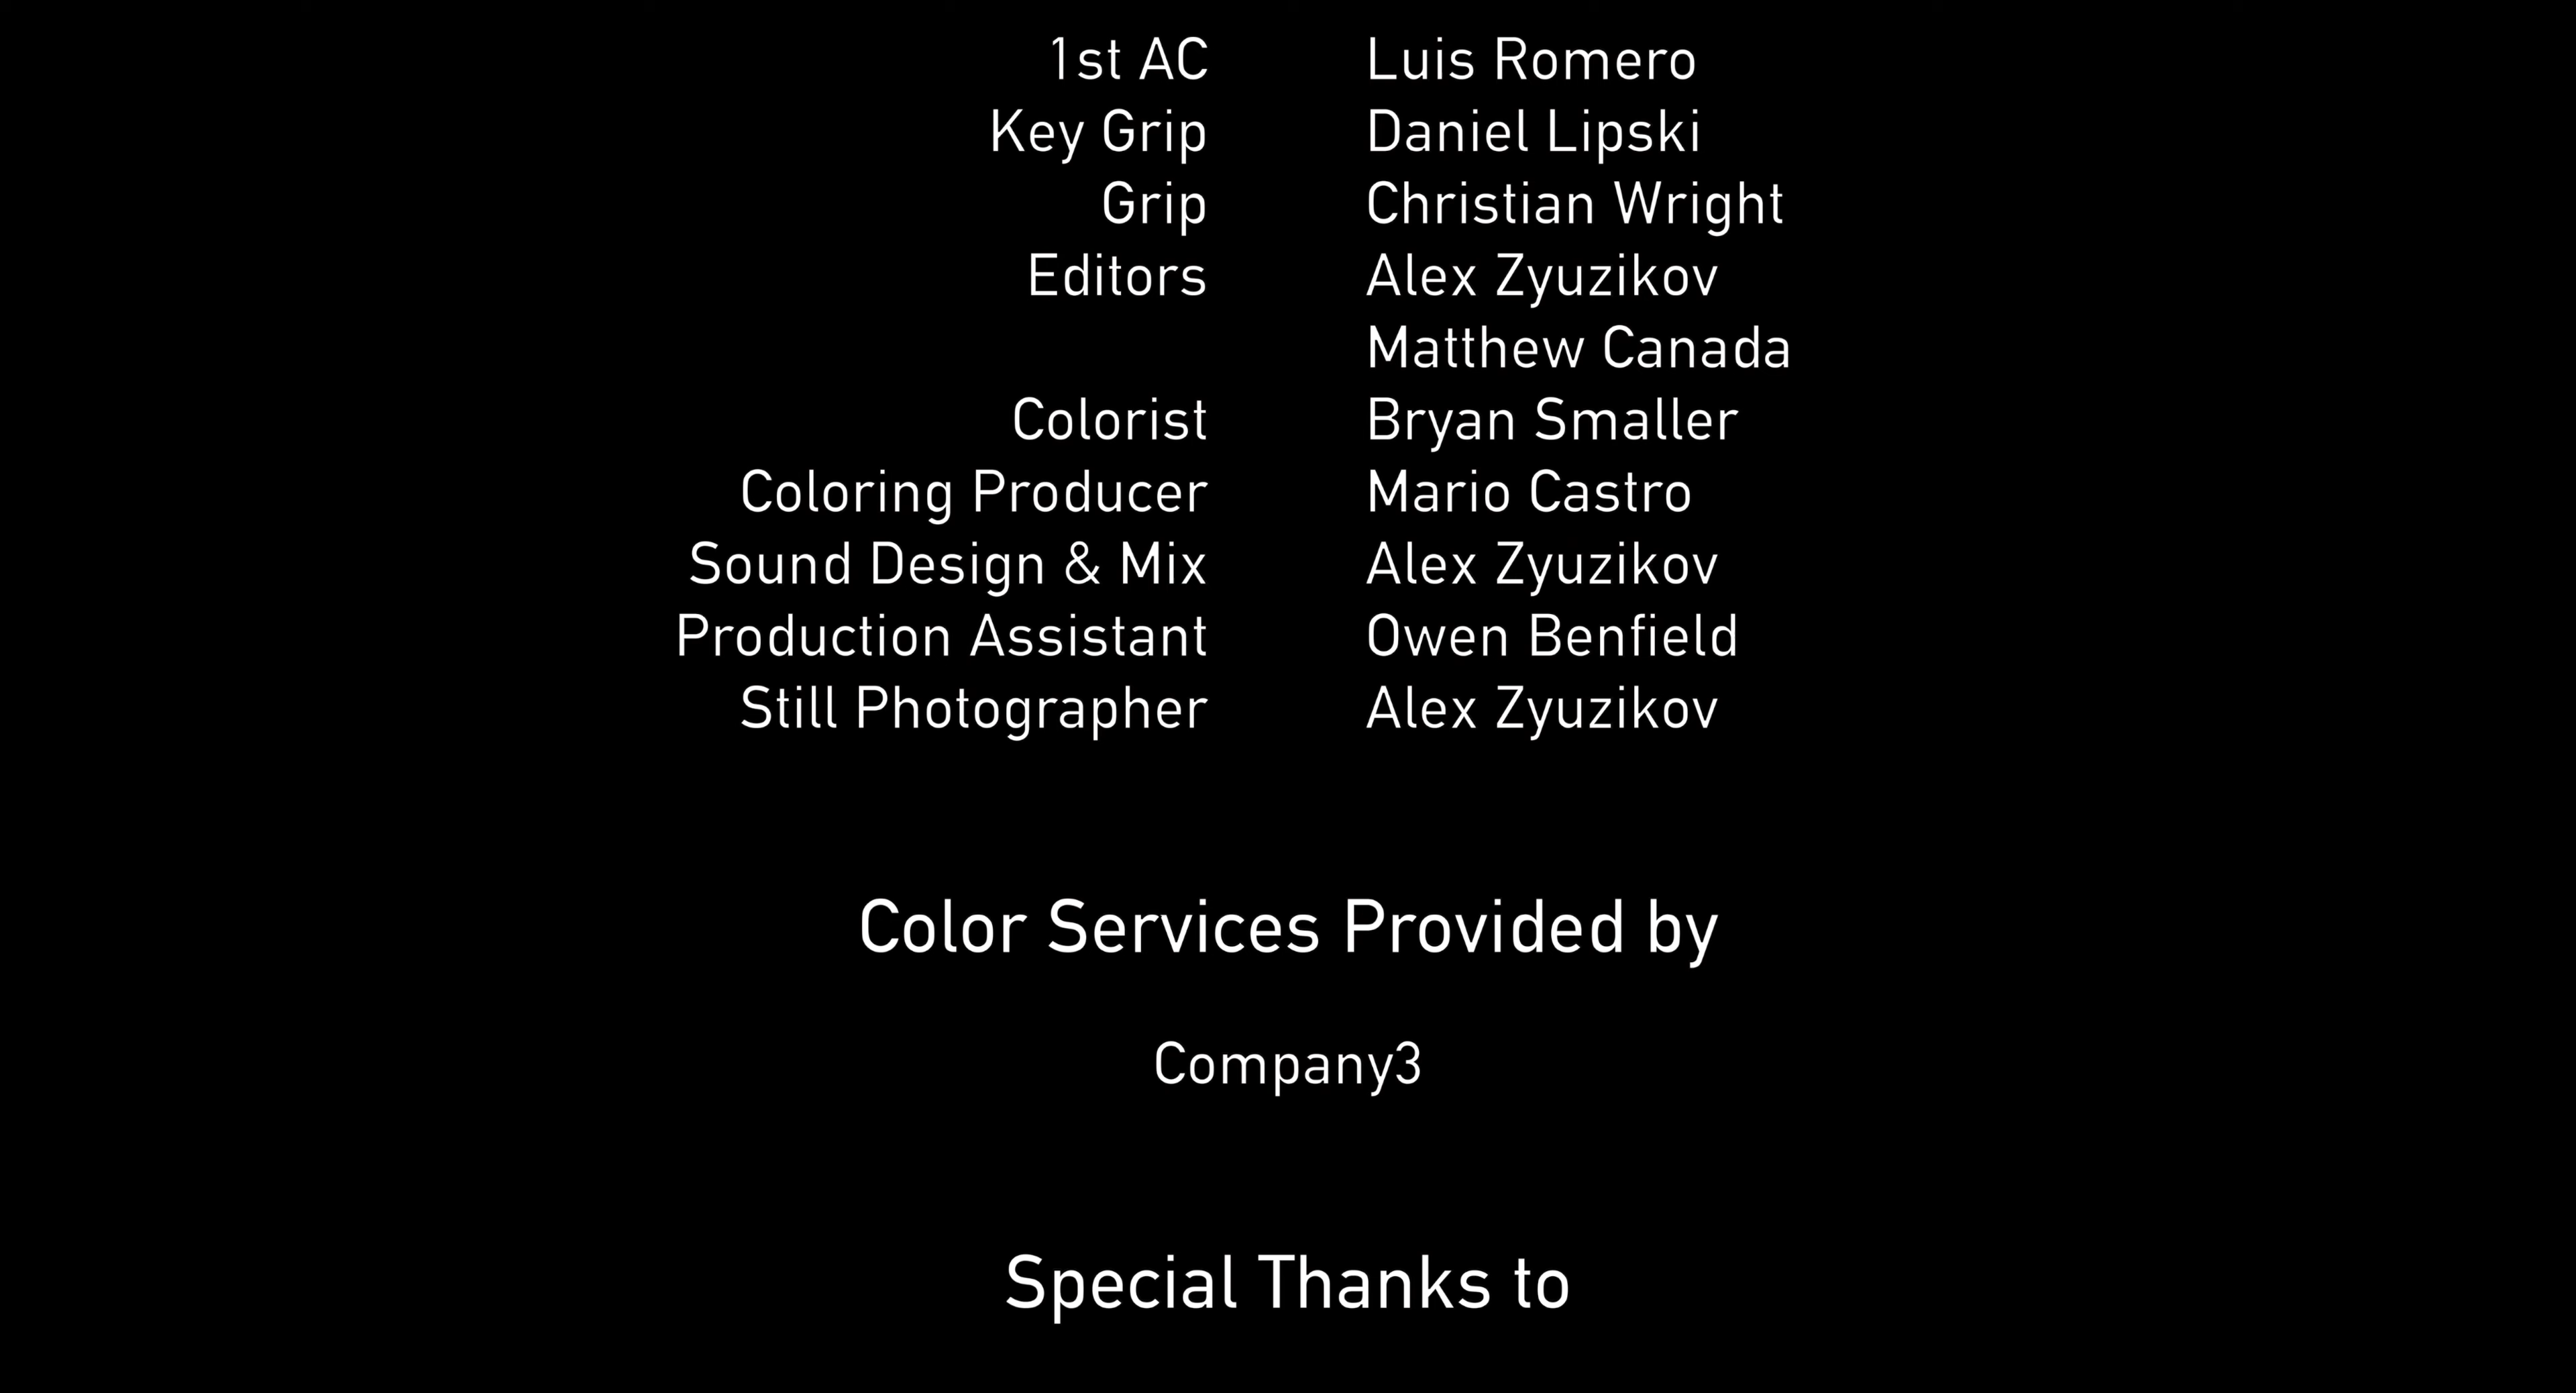 1st AC Luis Romero
Key Grip Daniel Lipski
Grip Christian Wright
Editors Alex Zyuzikov
Matthew Canada
Colorist Bryan Smaller
Coloring Producer Mario Castro
Sound Design & Mix Alex Zyuzikov
Production Assistant Owen Benfield
Still Photographer Alex Zyuzikov
Color Services Provided by
Company3
Special Thanks to